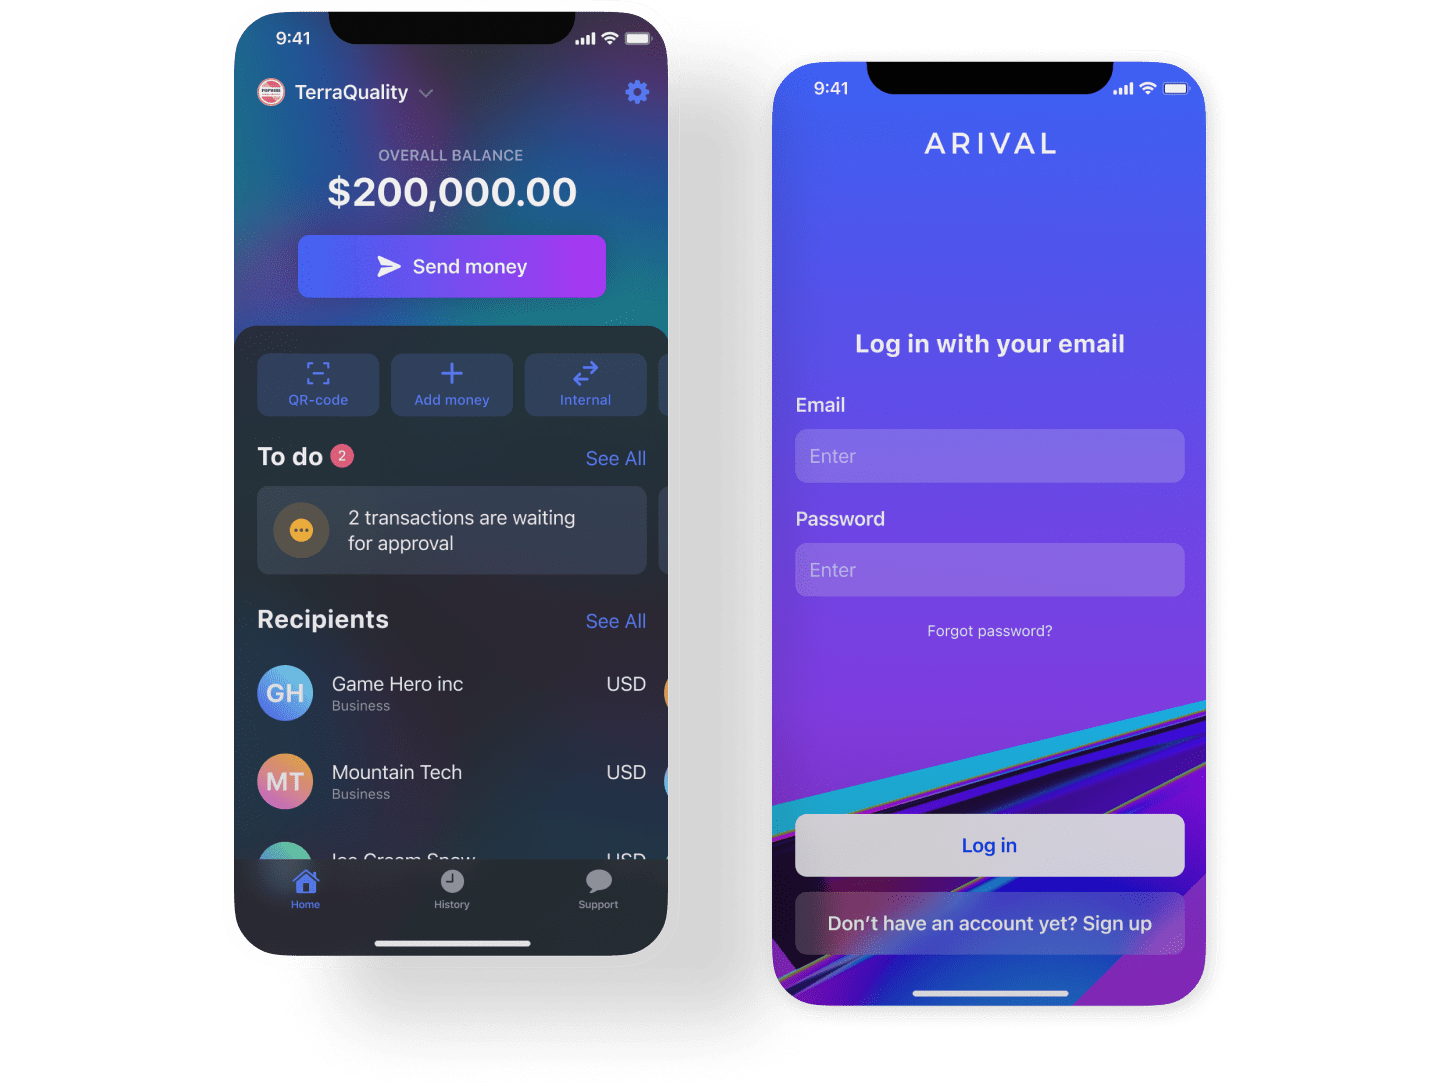 9:41
TerraQuality
OVERALL BALANCE
$200,000.00
Send money
QR-code
Add money
Internal
To do 2
See All
2 transactions are waiting
for approval
Recipients
See All
GH
Game Hero inc
USD
Business
MT
Mountain Tech
USD
Business
Home
History
Support
9:41
ARIVAL
Log in with your email
Email
Enter
Password
Enter
Forgot password?
Log in
Don’t have an account yet? Sign up